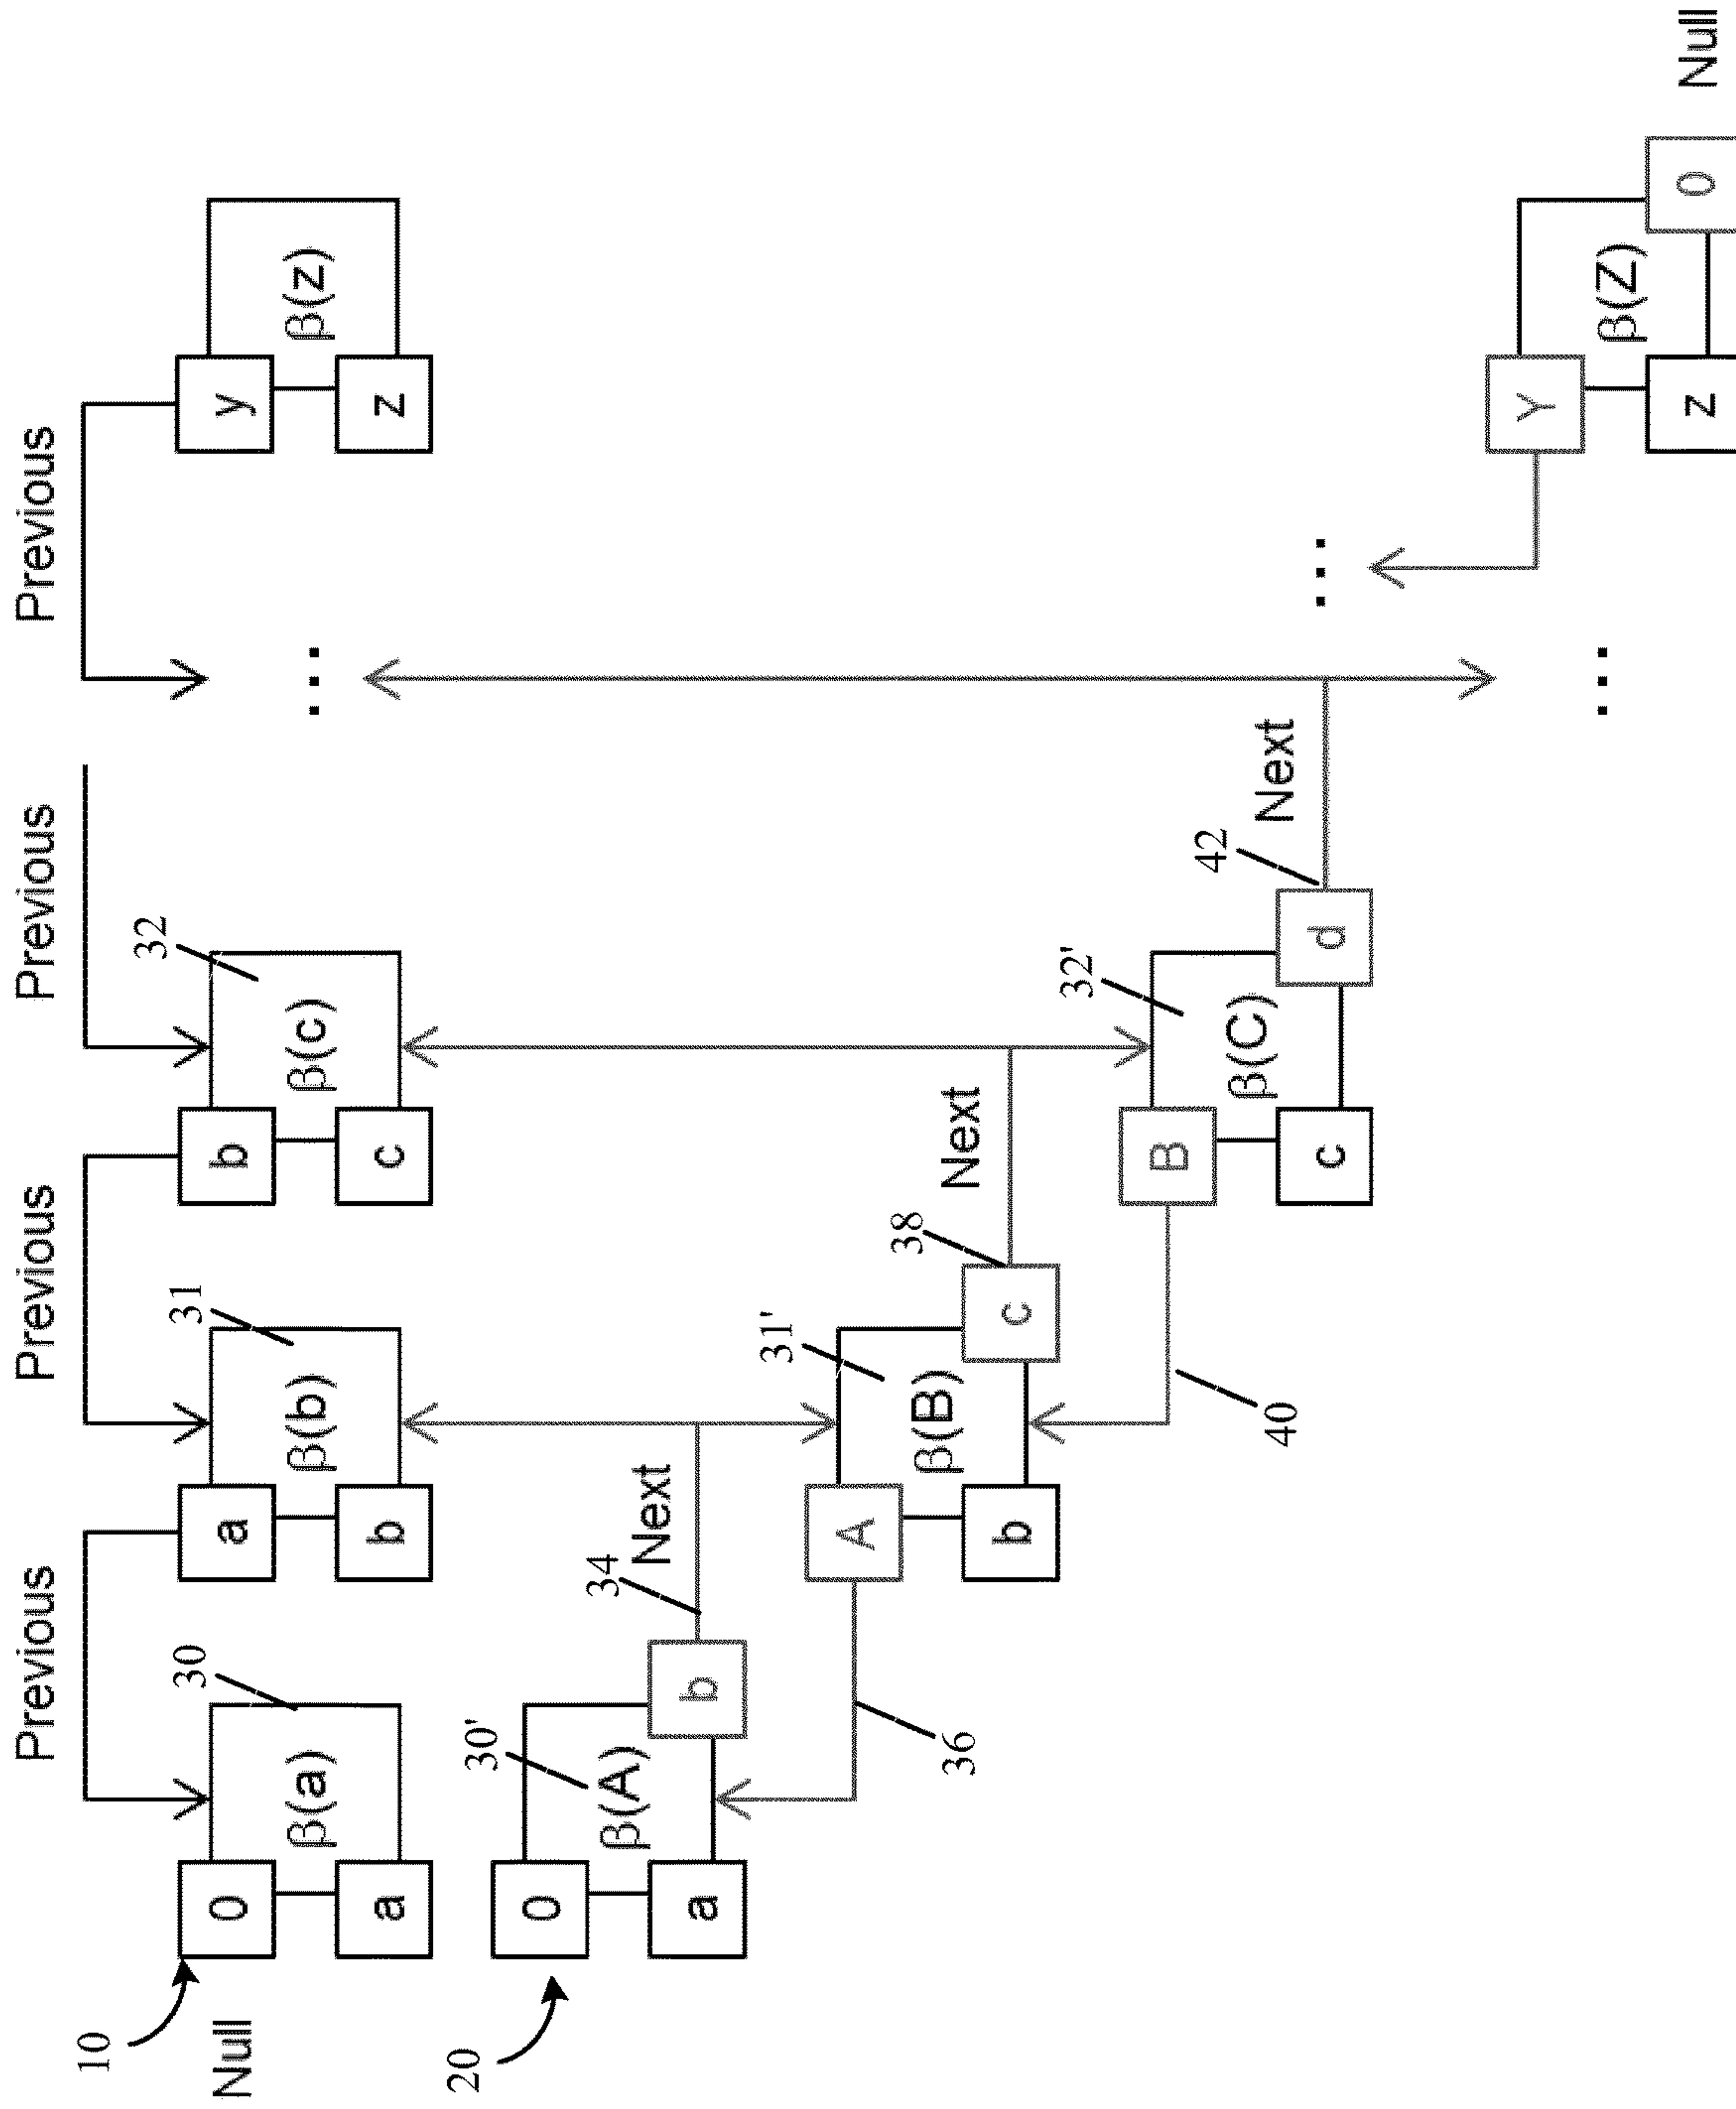 Previous Previous Previous Previous
10 30 31 32
Null 0 β(a) a β(b) b β(c) y β(z)
a b c z
...
20 30' 34 Next
0 β(A) b
a
36 31' 38 Next
A β(B) c
b
40 32' 42 Next
B β(C) d
c
...
...
Y β(Z)
z 0 Null